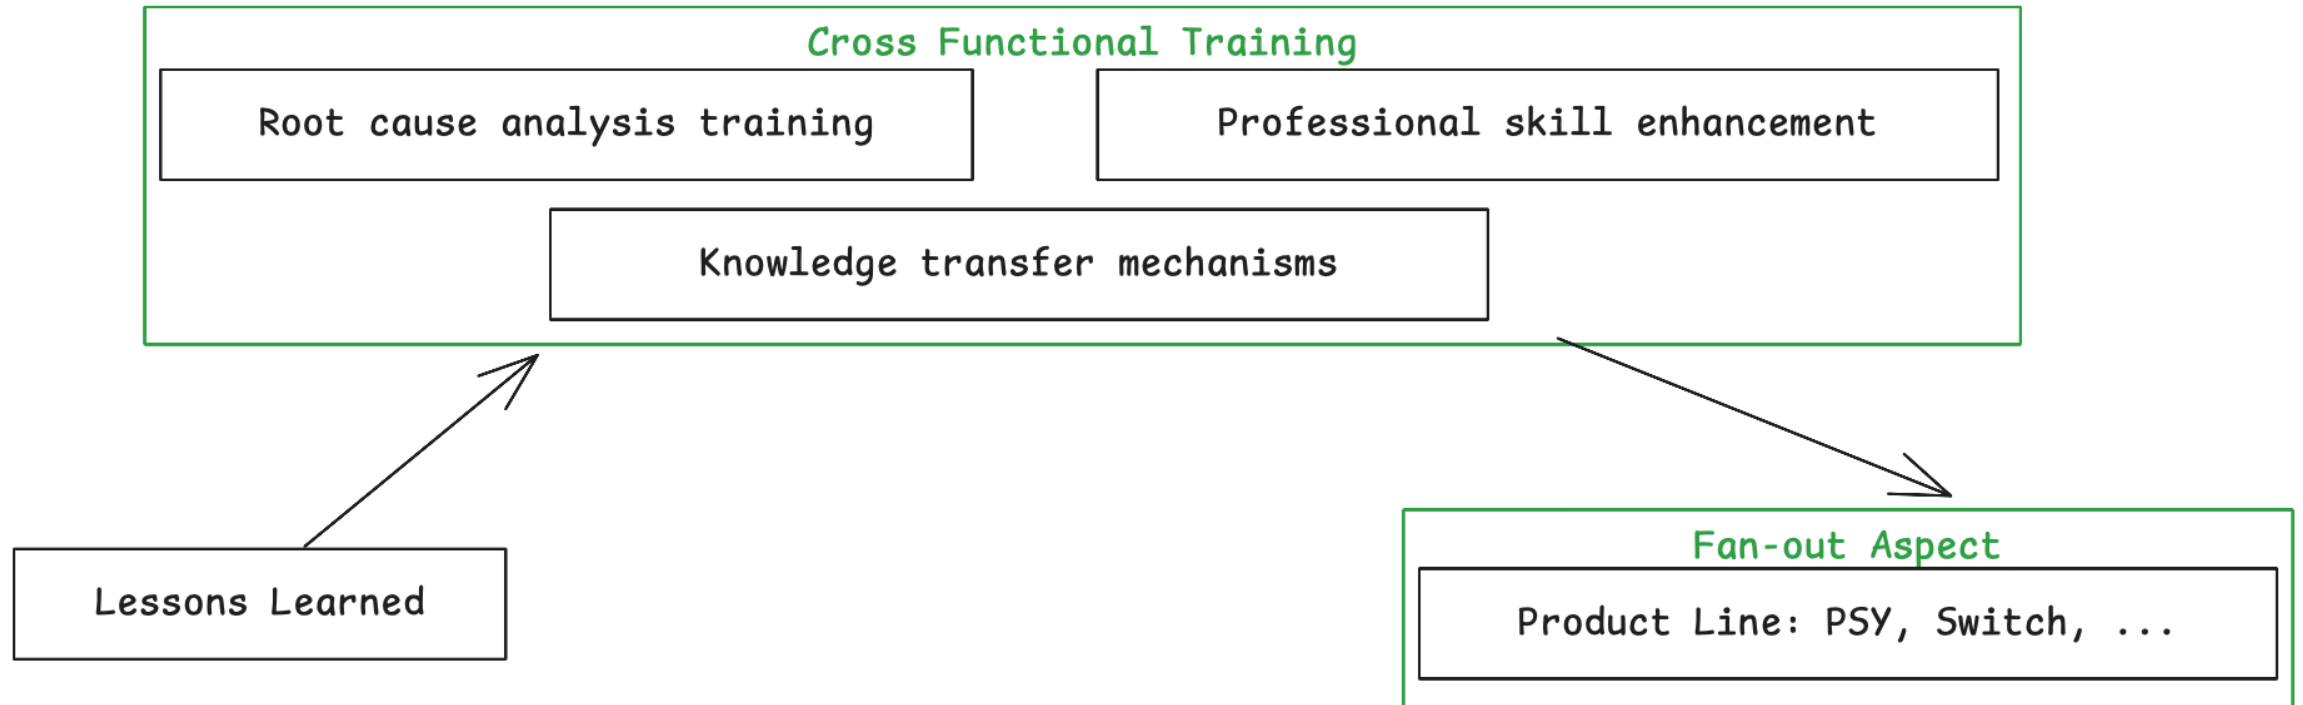 Cross Functional Training
Root cause analysis training
Professional skill enhancement
Knowledge transfer mechanisms
Lessons Learned
Fan-out Aspect
Product Line: PSY, Switch, ...